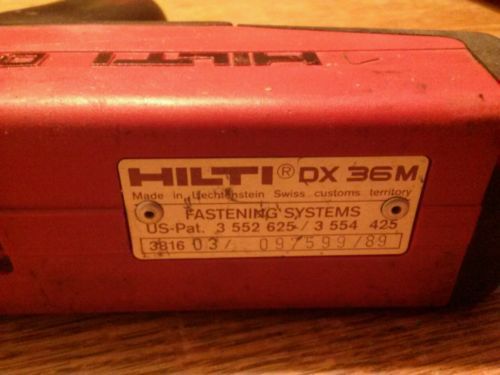 HILTI
HILTI® DX 36M
Made in Liechtenstein Swiss customs territory
FASTENING SYSTEMS
US-Pat. 3 552 625 / 3 554 425
3816 03/ 097599/89